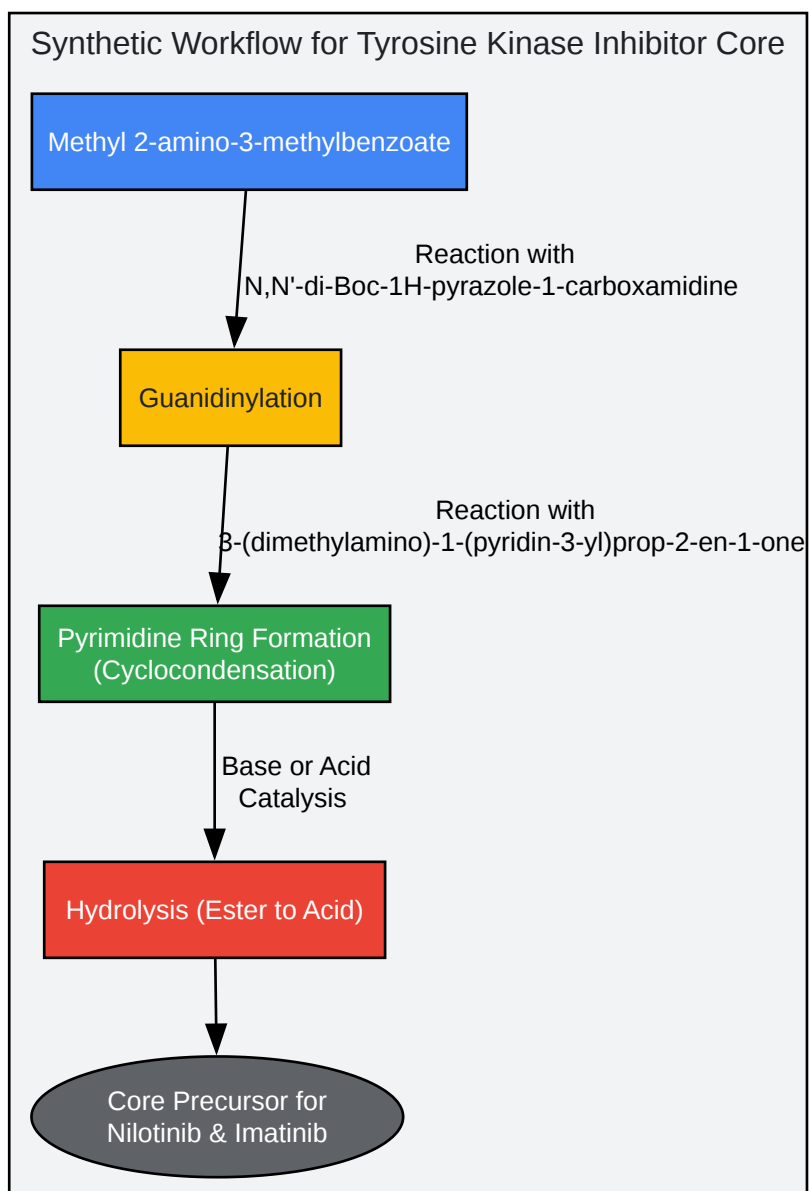 Synthetic Workflow for Tyrosine Kinase Inhibitor Core
Methyl 2-amino-3-methylbenzoate
Reaction with
N,N'-di-Boc-1H-pyrazole-1-carboxamidine
Guanidinylation
Reaction with
3-(dimethylamino)-1-(pyridin-3-yl)prop-2-en-1-one
Pyrimidine Ring Formation
(Cyclocondensation)
Base or Acid
Catalysis
Hydrolysis (Ester to Acid)
Core Precursor for
Nilotinib & Imatinib